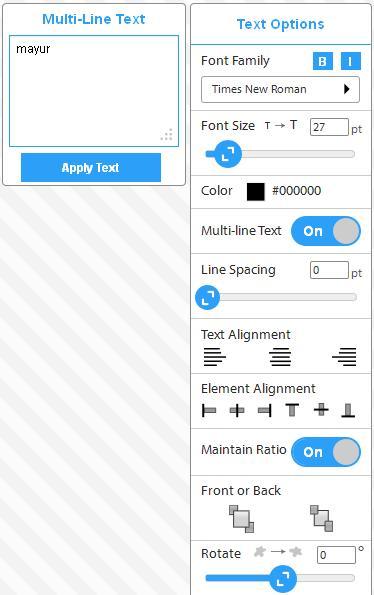 Multi-Line Text
mayur
Apply Text
Text Options
Font Family B I
Times New Roman
Font Size T → T 27 pt
Color #000000
Multi-line Text On
Line Spacing 0 pt
Text Alignment
Element Alignment
Maintain Ratio On
Front or Back
Rotate → 0 °